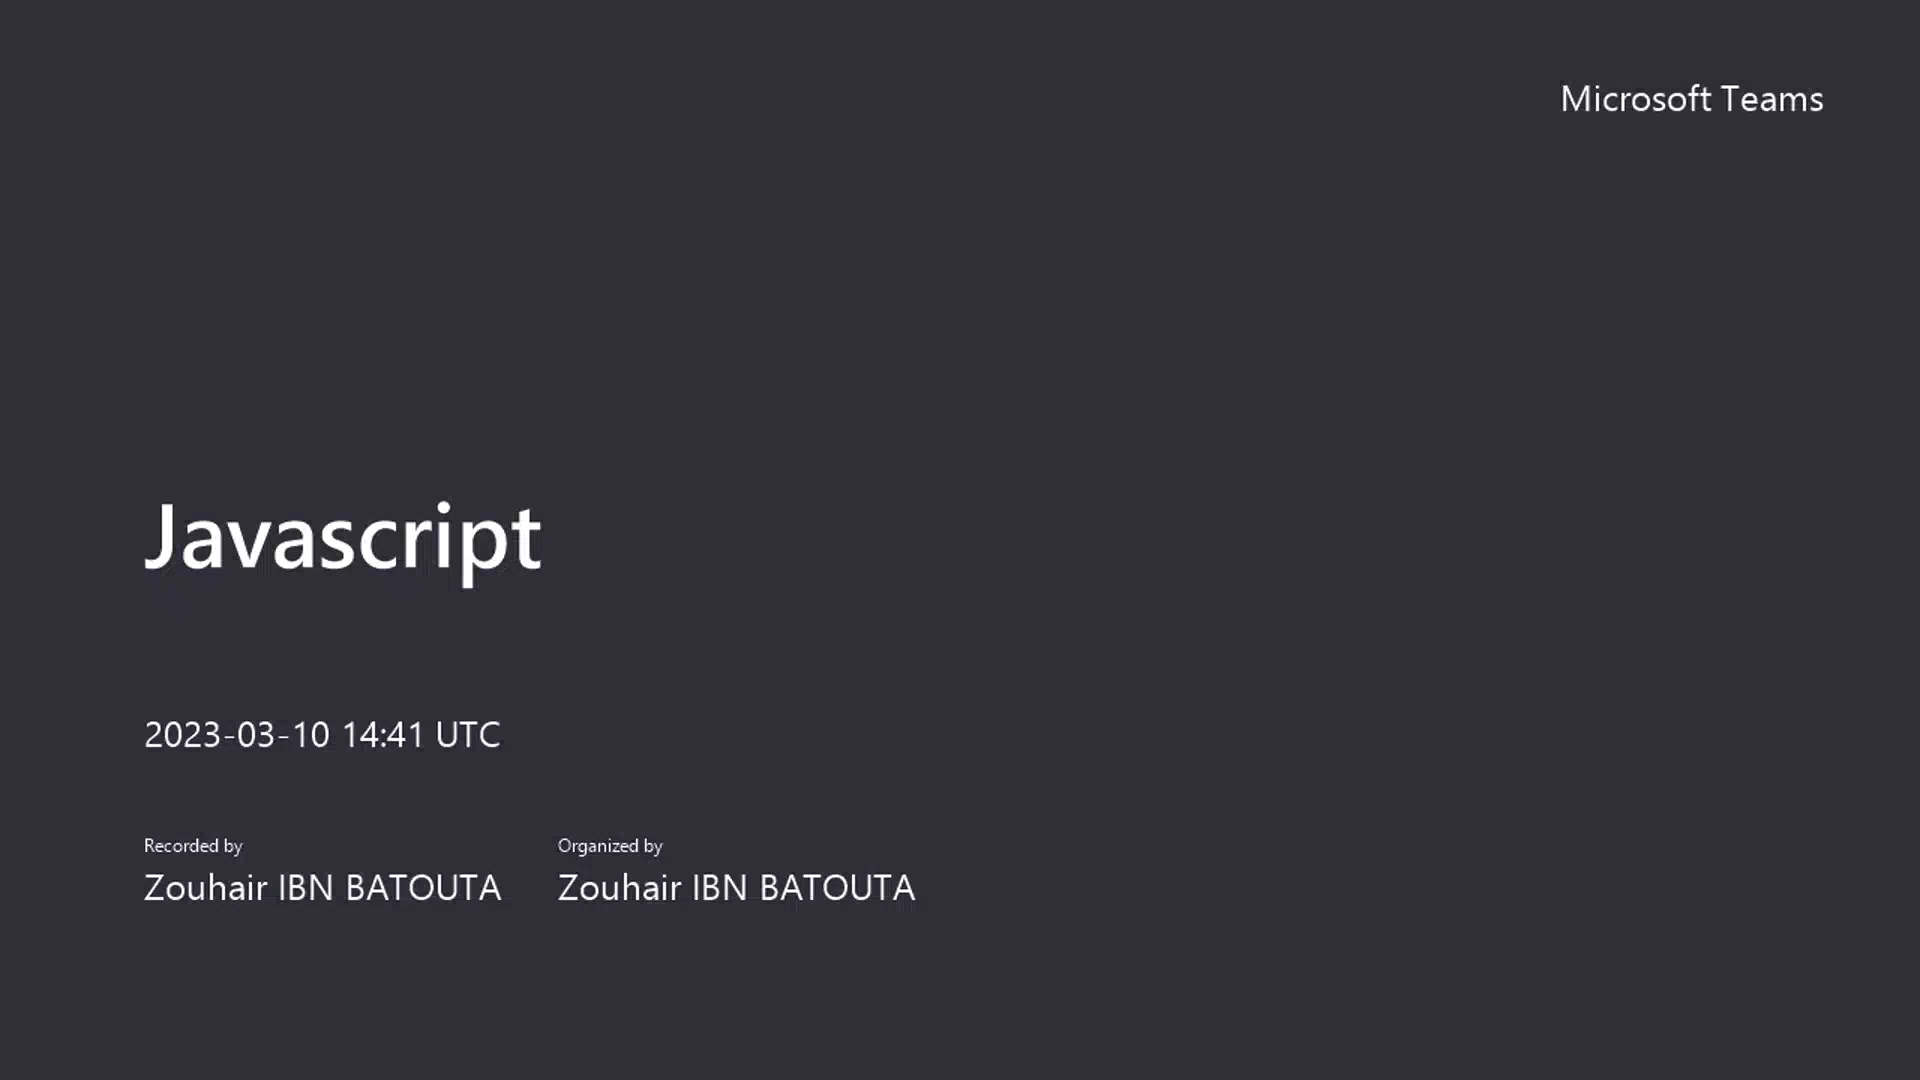 Microsoft Teams
Javascript
2023-03-10 14:41 UTC
Recorded by
Zouhair IBN BATOUTA
Organized by
Zouhair IBN BATOUTA